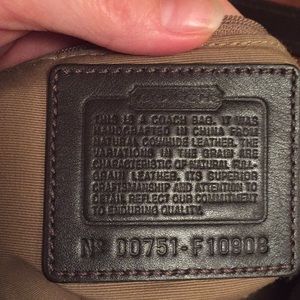 THIS IS A COACH BAG. IT WAS
HANDCRAFTED IN CHINA FROM
NATURAL COWHIDE LEATHER. THE
VARIATIONS IN THE GRAIN ARE
CHARACTERISTIC OF NATURAL FULL-
GRAIN LEATHER. ITS SUPERIOR
CRAFTSMANSHIP AND ATTENTION TO
DETAIL REFLECT OUR COMMITMENT
TO ENDURING QUALITY.
Nº 00751-F10808